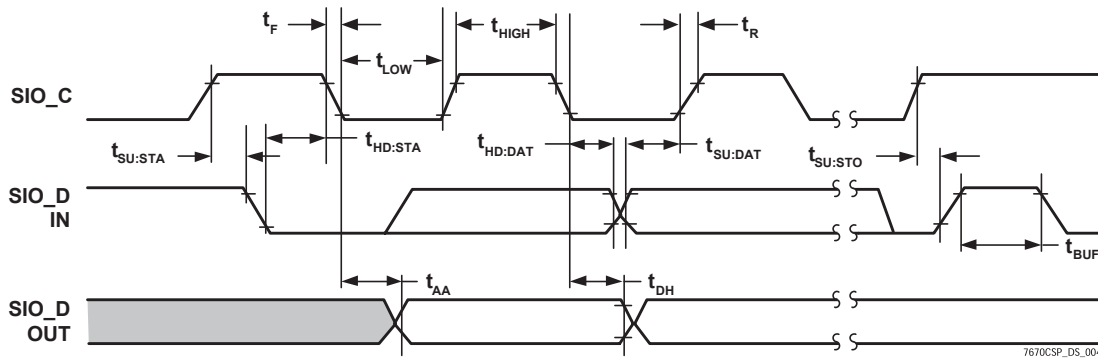 tF
tHIGH
tR
tLOW
SIO_C
tHD:STA
tHD:DAT
tSU:DAT
tSU:STA
tSU:STO
SIO_D
IN
tBUF
tAA
tDH
SIO_D
OUT
7670CSP_DS_004